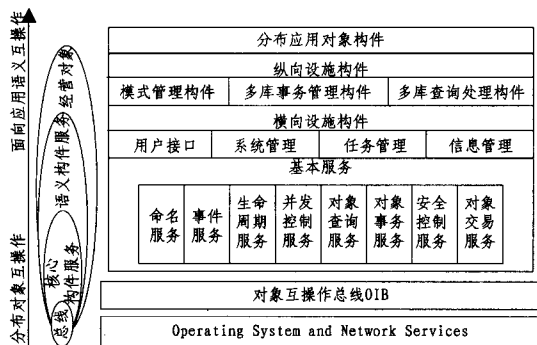 分布应用对象构件
纵向设施构件
模式管理构件 多库事务管理构件 多库查询处理构件
横向设施构件
用户接口 系统管理 任务管理 信息管理
基本服务
命名服务
事件服务
生命周期服务
并发控制服务
对象查询服务
对象事务服务
安全控制服务
对象交易服务
对象互操作总线OIB
Operating System and Network Services
面向应用语义互操作
分布对象互操作
经营对象
语义构件服务
核心构件服务
总线